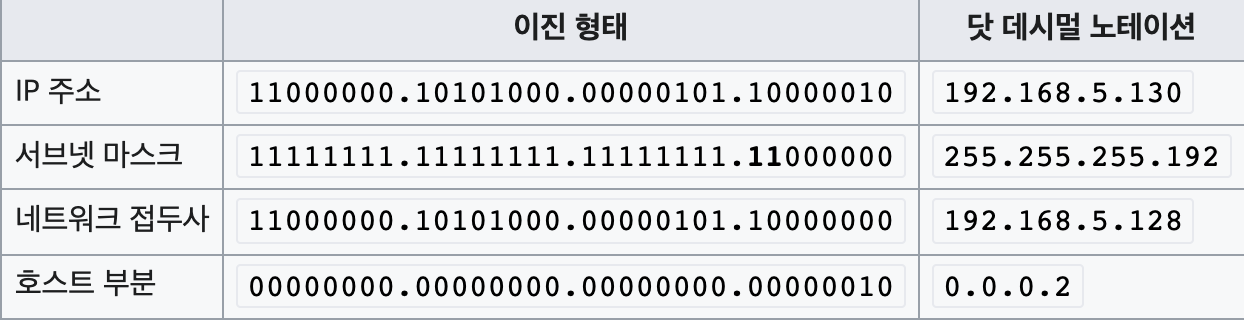 이진 형태 닷 데시멀 노테이션
IP 주소 11000000.10101000.00000101.10000010 192.168.5.130
서브넷 마스크 11111111.11111111.11111111.11000000 255.255.255.192
네트워크 접두사 11000000.10101000.00000101.10000000 192.168.5.128
호스트 부분 00000000.00000000.00000000.00000010 0.0.0.2